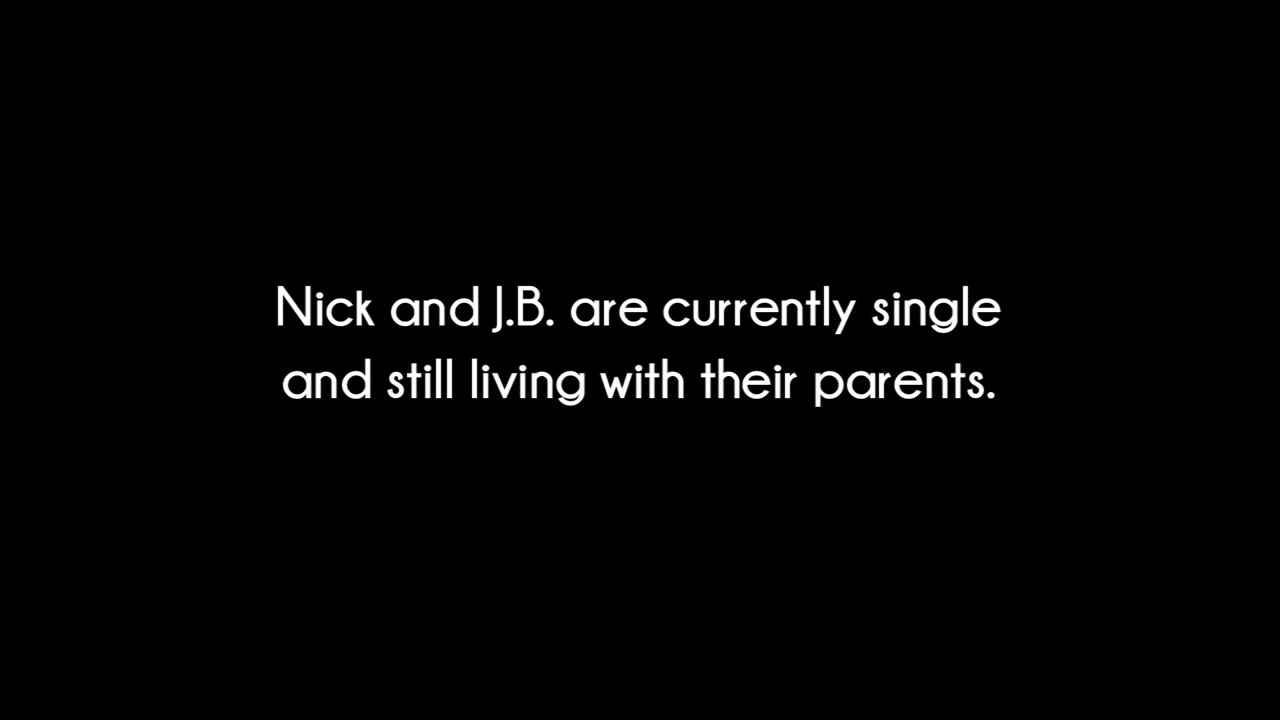 Nick and J.B. are currently single
and still living with their parents.